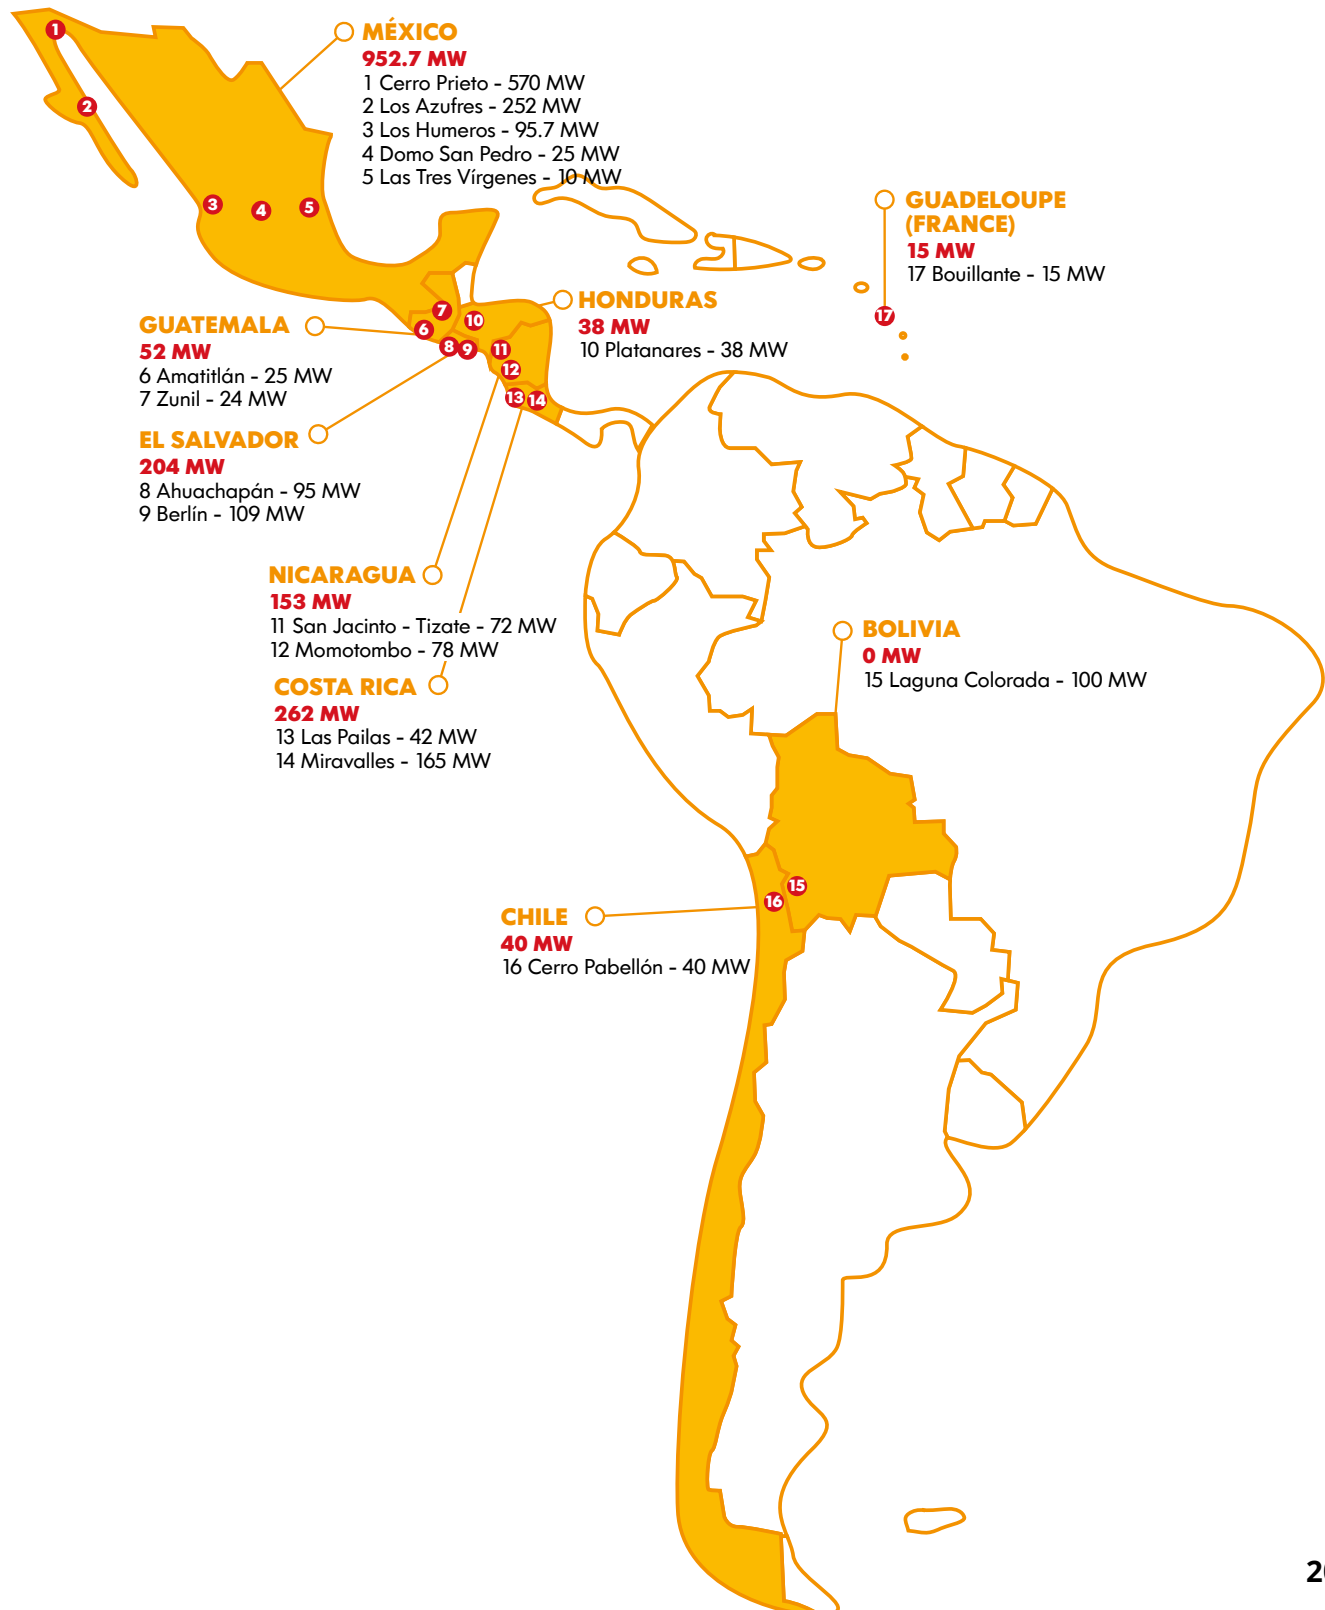 MÉXICO
952.7 MW
1 Cerro Prieto - 570 MW
2 Los Azufres - 252 MW
3 Los Humeros - 95.7 MW
4 Domo San Pedro - 25 MW
5 Las Tres Vírgenes - 10 MW
GUADELOUPE
(FRANCE)
15 MW
17 Bouillante - 15 MW
HONDURAS
38 MW
10 Platanares - 38 MW
GUATEMALA
52 MW
6 Amatitlán - 25 MW
7 Zunil - 24 MW
EL SALVADOR
204 MW
8 Ahuachapán - 95 MW
9 Berlín - 109 MW
NICARAGUA
153 MW
11 San Jacinto - Tizate - 72 MW
12 Momotombo - 78 MW
COSTA RICA
262 MW
13 Las Pailas - 42 MW
14 Miravalles - 165 MW
BOLIVIA
0 MW
15 Laguna Colorada - 100 MW
CHILE
40 MW
16 Cerro Pabellón - 40 MW
1
2
3
4
5
6
7
8
9
10
11
12
13
14
15
16
17